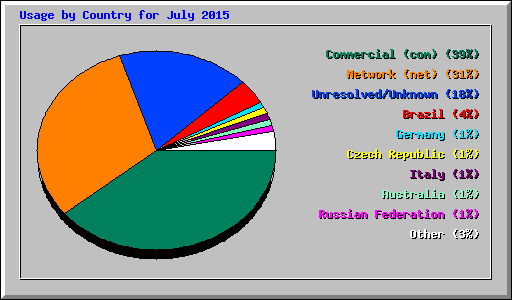 Usage by Country for July 2015
Commercial (com) (39%)
Network (net) (31%)
Unresolved/Unknown (18%)
Brazil (4%)
Germany (1%)
Czech Republic (1%)
Italy (1%)
Australia (1%)
Russian Federation (1%)
Other (3%)